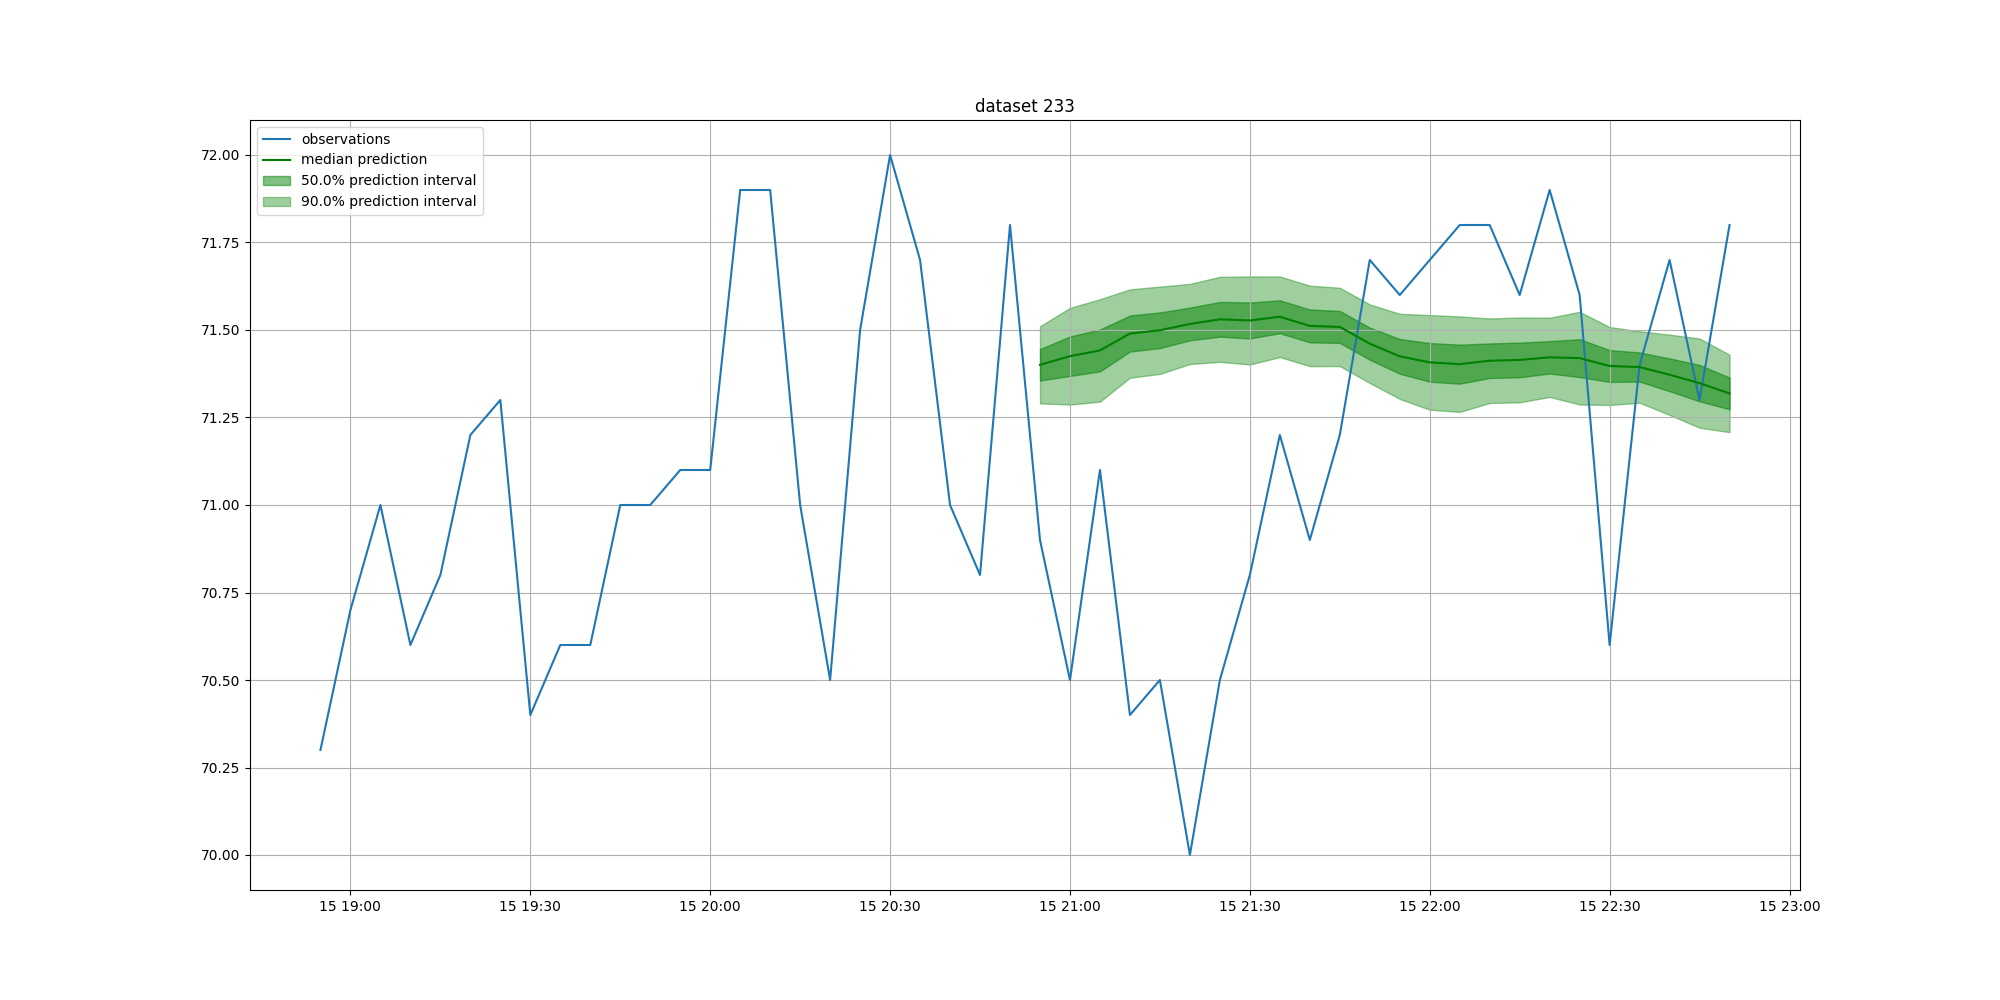 dataset 233
observations
median prediction
50.0% prediction interval
90.0% prediction interval
72.00
71.75
71.50
71.25
71.00
70.75
70.50
70.25
70.00
15 19:00 15 19:30 15 20:00 15 20:30 15 21:00 15 21:30 15 22:00 15 22:30 15 23:00